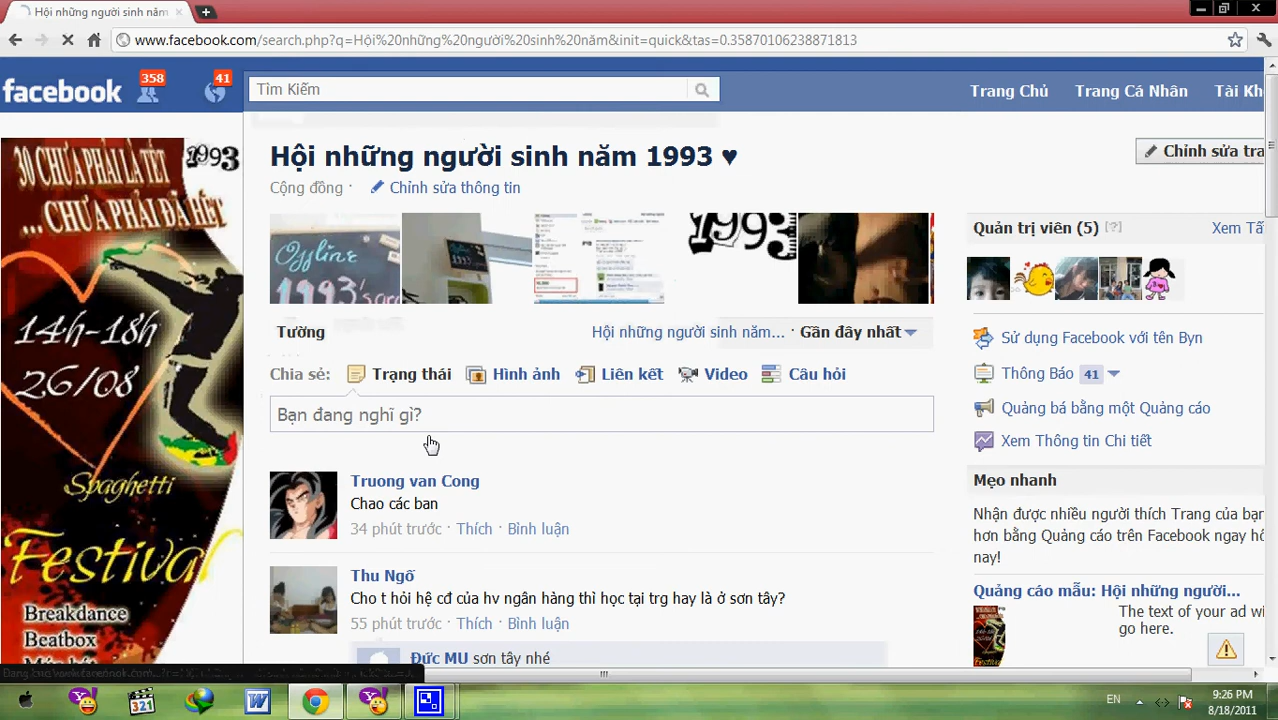 Hội những người sinh năm
www.facebook.com/search.php?q=Hội%20những%20người%20sinh%20năm&init=quick&tas=0.35870106238871813
facebook
358
41
Tìm Kiếm
Trang Chủ
Trang Cá Nhân
Tài Kh
30 CHƯA PHẢI LÀ TẾT
1993
... CHƯA PHẢI ĐÃ HẾT
14h-18h
26/08
Spaghetti
Festival
Breakdance
Beatbox
Hội những người sinh năm 1993 ♥
Chỉnh sửa tra
Cộng đồng · Chỉnh sửa thông tin
Offline
1993
1993
Quản trị viên (5) [?]
Xem Tấ
Tường
Hội những người sinh năm... · Gần đây nhất
Sử dụng Facebook với tên Byn
Chia sẻ:
Trạng thái
Hình ảnh
Liên kết
Video
Câu hỏi
Thông Báo 41
Bạn đang nghĩ gì?
Quảng bá bằng một Quảng cáo
Xem Thông tin Chi tiết
Truong van Cong
Chao các ban
34 phút trước · Thích · Bình luận
Mẹo nhanh
Nhận được nhiều người thích Trang của bạn
hơn bằng Quảng cáo trên Facebook ngay hô
nay!
Thu Ngố
Cho t hỏi hệ cđ của hv ngân hàng thì học tại trg hay là ở sơn tây?
55 phút trước · Thích · Bình luận
Quảng cáo mẫu: Hội những người...
The text of your ad wi
go here.
Đức MU sơn tây nhé
321
EN
9:26 PM
8/18/2011